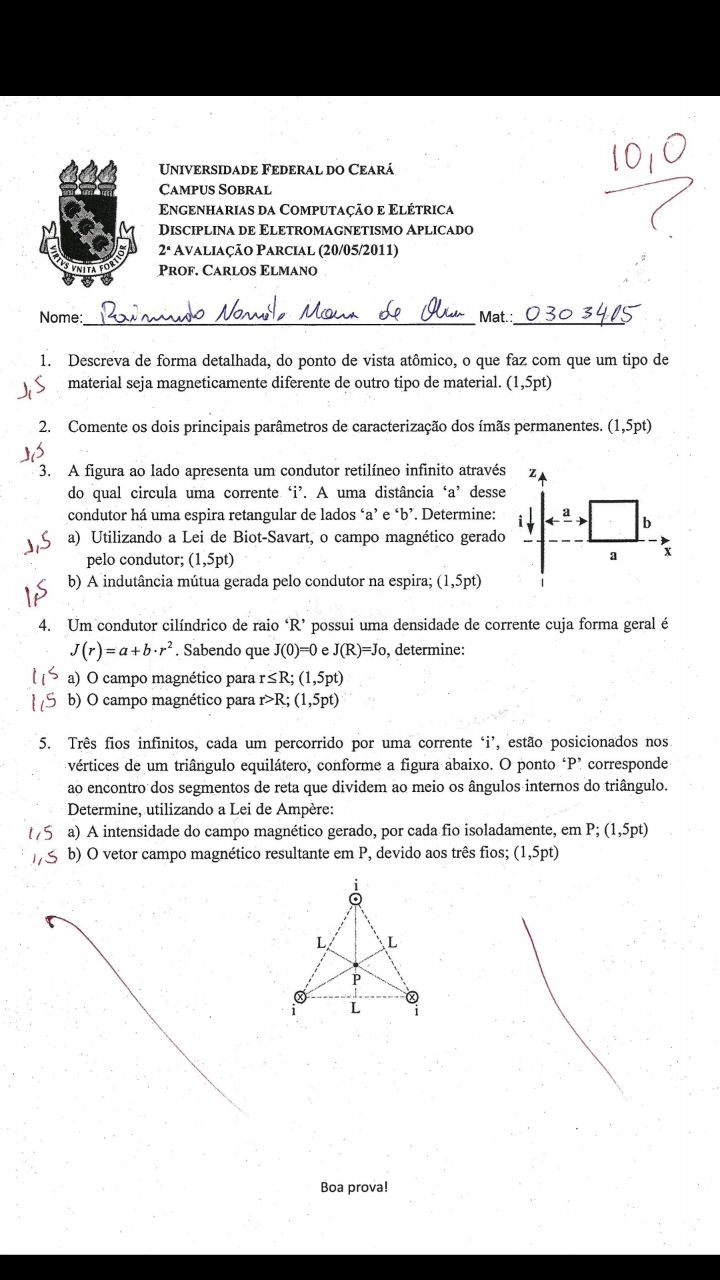 10,0
UNIVERSIDADE FEDERAL DO CEARÁ
CAMPUS SOBRAL
ENGENHARIAS DA COMPUTAÇÃO E ELÉTRICA
DISCIPLINA DE ELETROMAGNETISMO APLICADO
2ª AVALIAÇÃO PARCIAL (20/05/2011)
PROF. CARLOS ELMANO
VIRTVS VNITA FORTIOR
Nome: de Mat.: 0303405
1. Descreva de forma detalhada, do ponto de vista atômico, o que faz com que um tipo de
1,5 material seja magneticamente diferente de outro tipo de material. (1,5pt)
2. Comente os dois principais parâmetros de caracterização dos ímãs permanentes. (1,5pt)
1,5
3. A figura ao lado apresenta um condutor retilíneo infinito através
do qual circula uma corrente ‘i’. A uma distância ‘a’ desse
condutor há uma espira retangular de lados ‘a’ e ‘b’. Determine:
1,5 a) Utilizando a Lei de Biot-Savart, o campo magnético gerado
pelo condutor; (1,5pt)
1,5 b) A indutância mútua gerada pelo condutor na espira; (1,5pt)
z
i a b
a x
4. Um condutor cilíndrico de raio ‘R’ possui uma densidade de corrente cuja forma geral é
J(r) = a + b · r². Sabendo que J(0)=0 e J(R)=Jo, determine:
1,5 a) O campo magnético para r≤R; (1,5pt)
1,5 b) O campo magnético para r>R; (1,5pt)
5. Três fios infinitos, cada um percorrido por uma corrente ‘i’, estão posicionados nos
vértices de um triângulo equilátero, conforme a figura abaixo. O ponto ‘P’ corresponde
ao encontro dos segmentos de reta que dividem ao meio os ângulos internos do triângulo.
Determine, utilizando a Lei de Ampère:
1,5 a) A intensidade do campo magnético gerado, por cada fio isoladamente, em P; (1,5pt)
1,5 b) O vetor campo magnético resultante em P, devido aos três fios; (1,5pt)
i
L L
P
i L i
Boa prova!